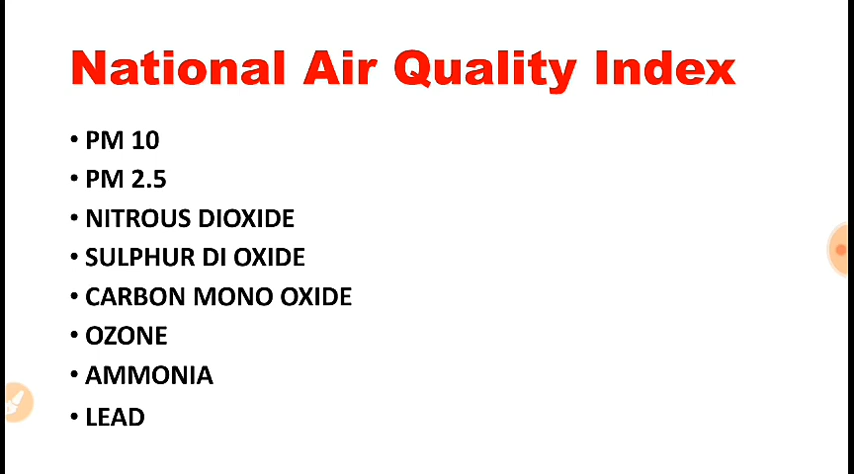 National Air Quality Index
• PM 10
• PM 2.5
• NITROUS DIOXIDE
• SULPHUR DI OXIDE
• CARBON MONO OXIDE
• OZONE
• AMMONIA
• LEAD